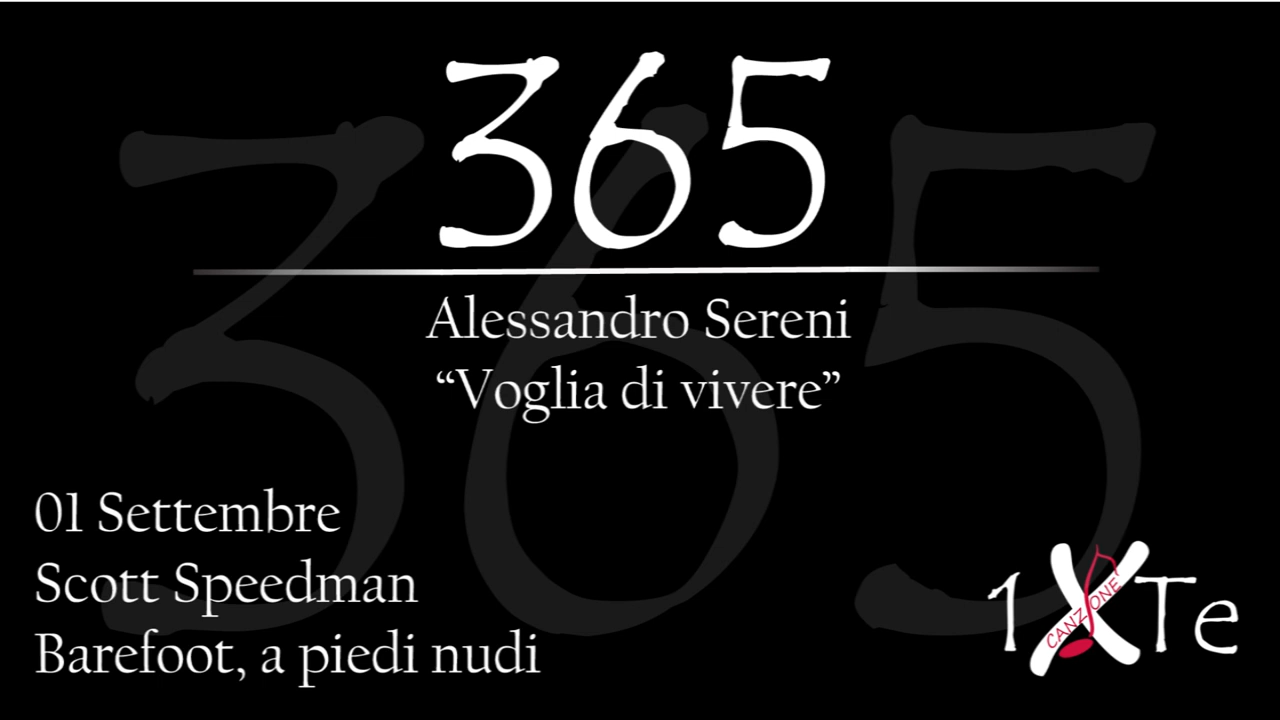 365
Alessandro Sereni
“Voglia di vivere”
01 Settembre
Scott Speedman
Barefoot, a piedi nudi
1XTe
CANZONE